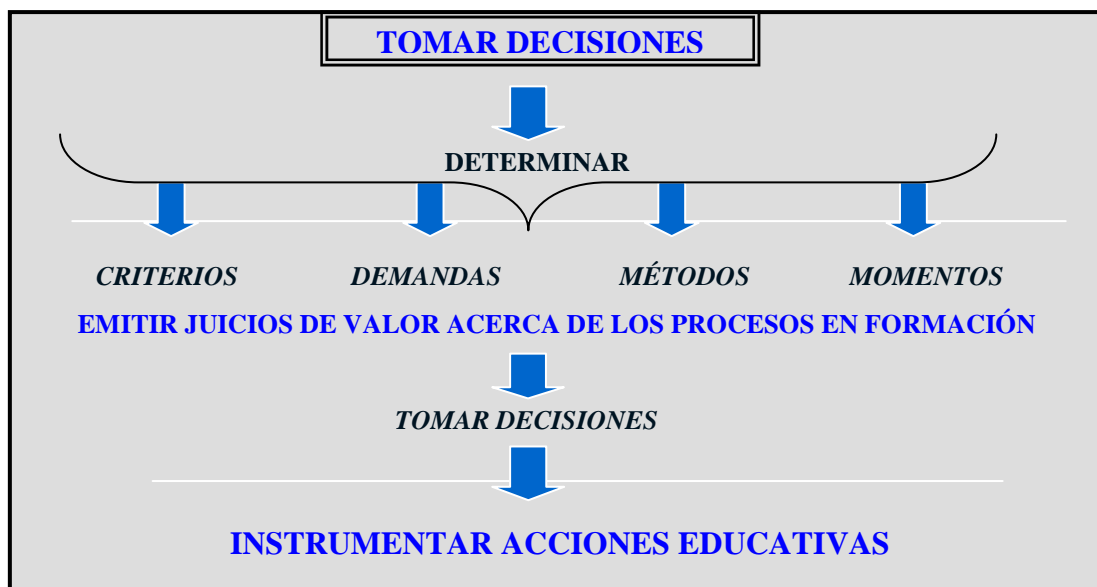 TOMAR DECISIONES
DETERMINAR
CRITERIOS DEMANDAS MÉTODOS MOMENTOS
EMITIR JUICIOS DE VALOR ACERCA DE LOS PROCESOS EN FORMACIÓN
TOMAR DECISIONES
INSTRUMENTAR ACCIONES EDUCATIVAS